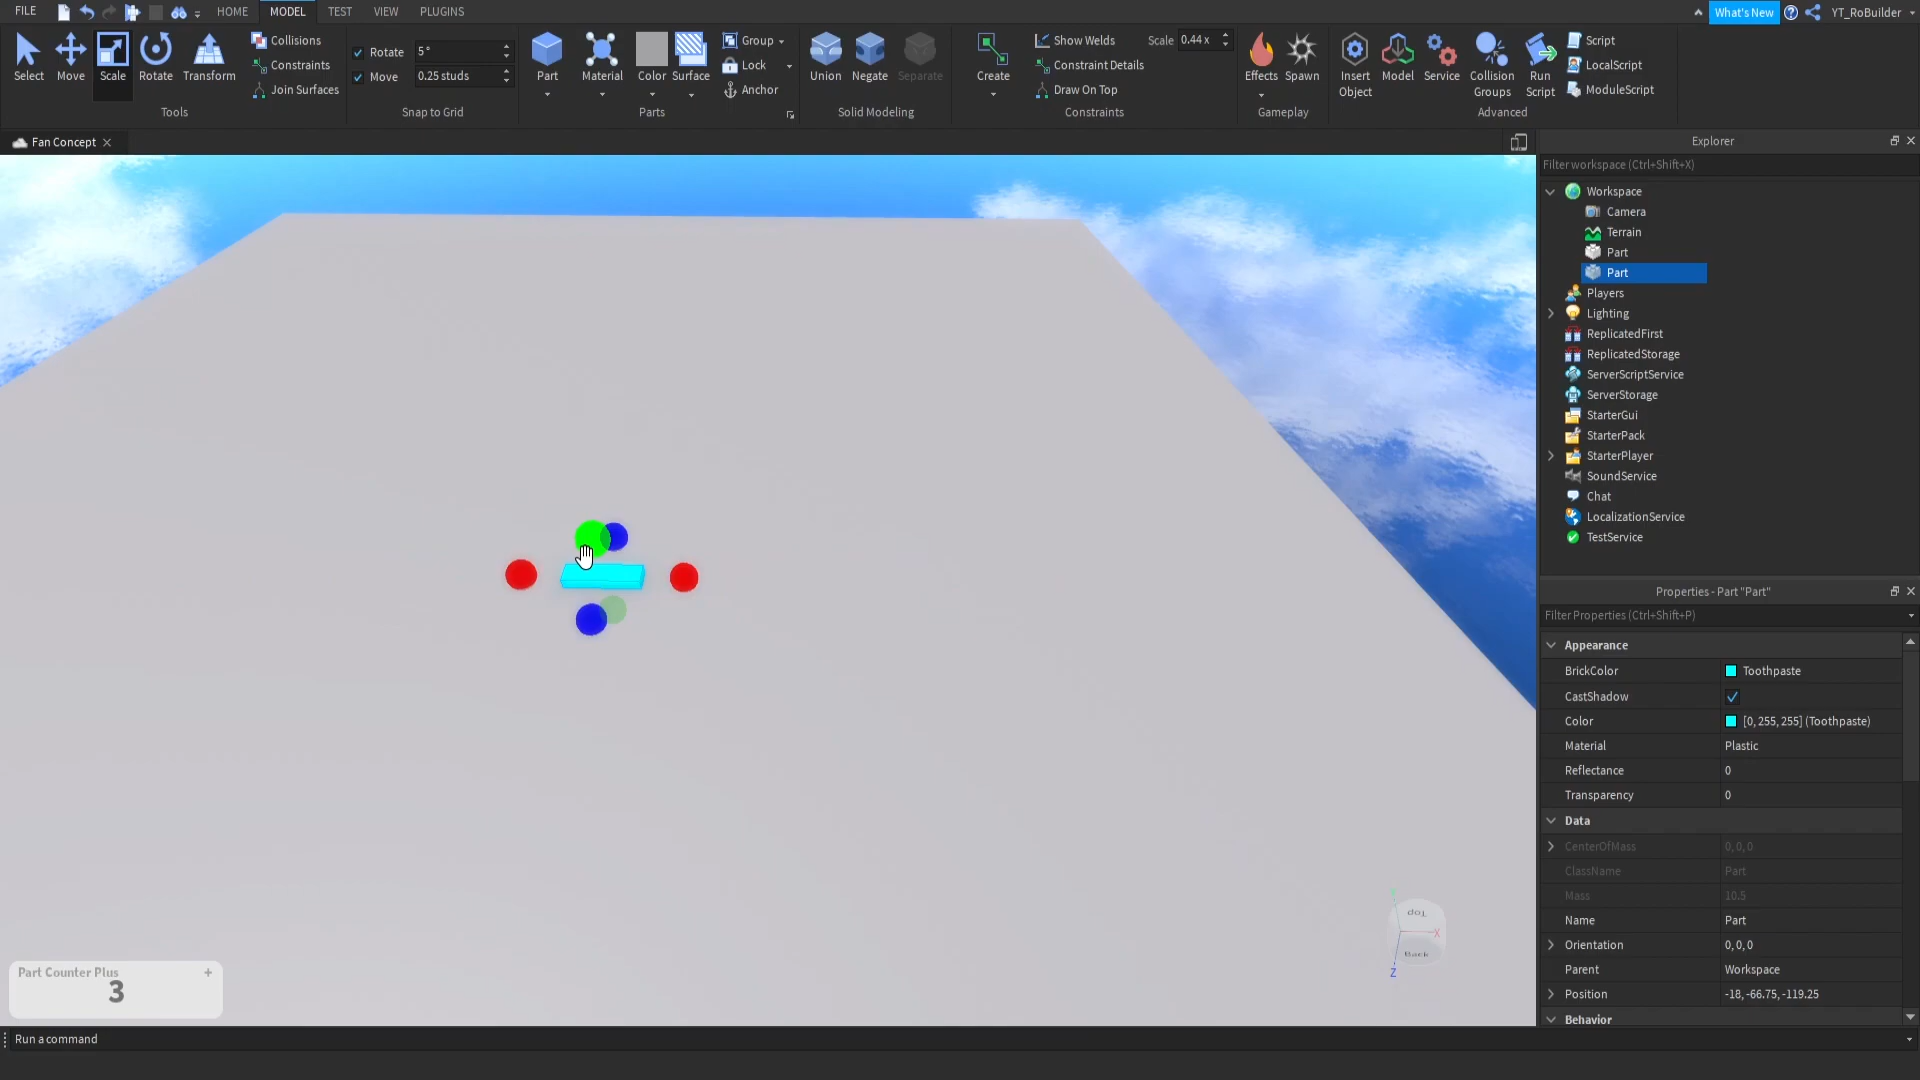 FILE HOME MODEL TEST VIEW PLUGINS What's New YT_RoBuilder
Select Move Scale Rotate Transform
Collisions
Constraints
Join Surfaces
Tools
Rotate 5°
Move 0.25 studs
Snap to Grid
Part Material Color Surface
Group
Lock
Anchor
Parts
Union Negate Separate
Solid Modeling
Create
Show Welds
Constraint Details
Draw On Top
Scale 0.44 x
Constraints
Effects Spawn
Gameplay
Insert Object
Model
Service
Collision Groups
Run Script
Script
LocalScript
ModuleScript
Advanced
Fan Concept
Explorer
Filter workspace (Ctrl+Shift+X)
Workspace
Camera
Terrain
Part
Part
Players
Lighting
ReplicatedFirst
ReplicatedStorage
ServerScriptService
ServerStorage
StarterGui
StarterPack
StarterPlayer
SoundService
Chat
LocalizationService
TestService
Properties - Part "Part"
Filter Properties (Ctrl+Shift+P)
Appearance
BrickColor Toothpaste
CastShadow
Color [0, 255, 255] (Toothpaste)
Material Plastic
Reflectance 0
Transparency 0
Data
CenterOfMass 0, 0, 0
ClassName Part
Mass 10.5
Name Part
Orientation 0, 0, 0
Parent Workspace
Position -18, -66.75, -119.25
Behavior
Top
X
Back
Z
Part Counter Plus +
3
Run a command